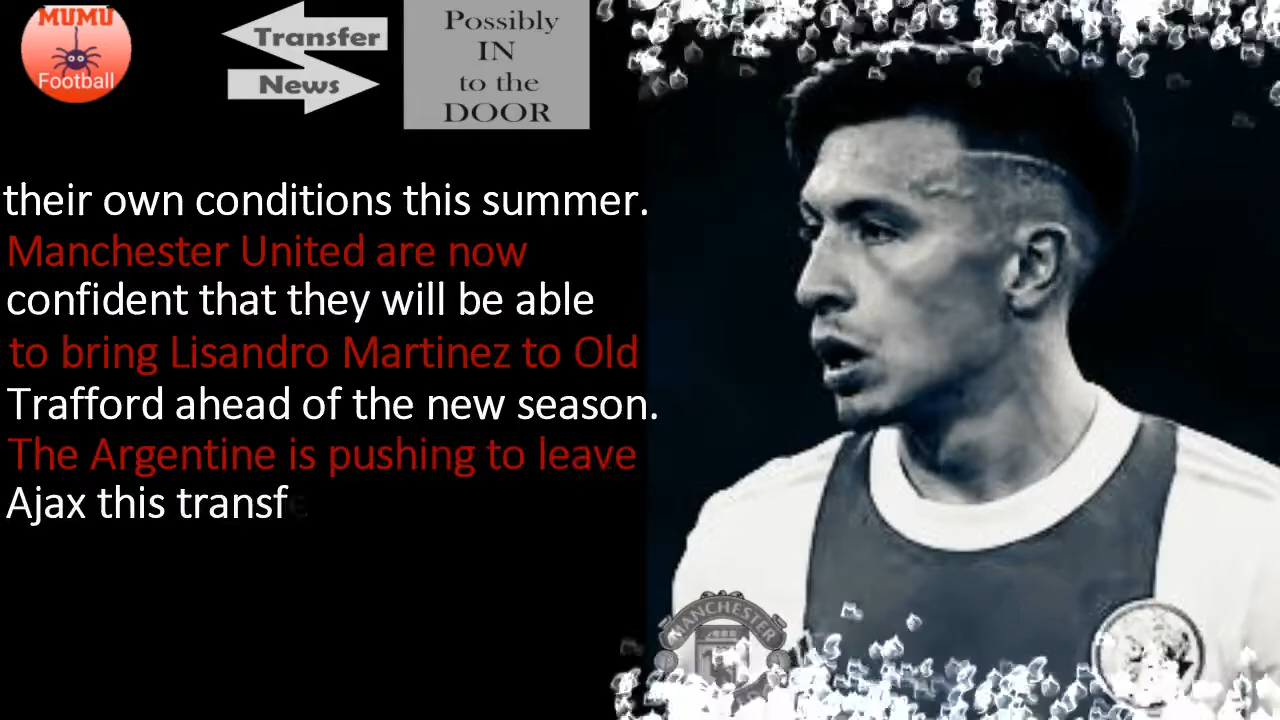 MUMU
Football
Transfer
News
Possibly
IN
to the
DOOR
their own conditions this summer.
Manchester United are now
confident that they will be able
to bring Lisandro Martinez to Old
Trafford ahead of the new season.
The Argentine is pushing to leave
Ajax this transf
MANCHESTER